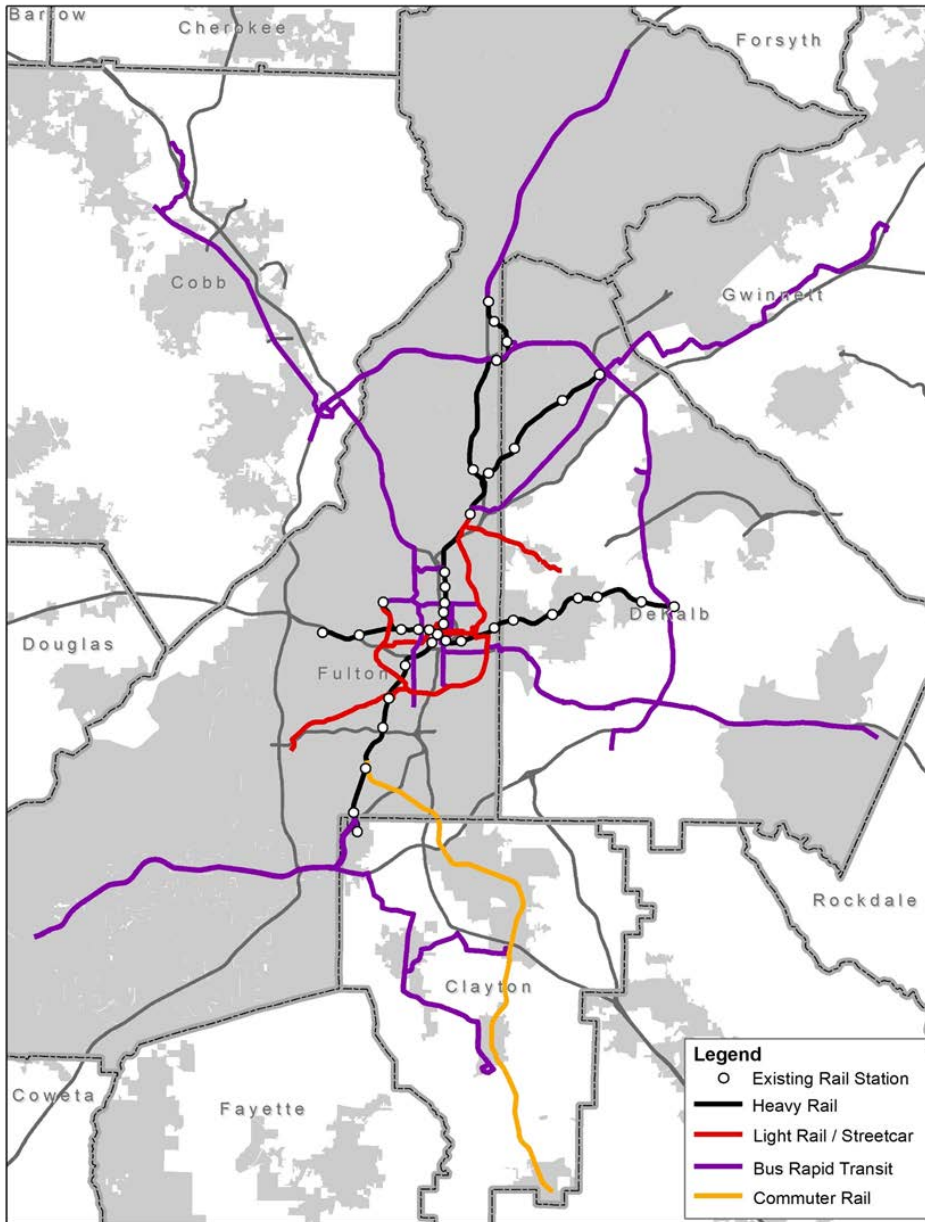 Bartow
Cherokee
Forsyth
Cobb
Gwinnett
Douglas
DeKalb
Fulton
Rockdale
Clayton
Coweta
Fayette
Legend
Existing Rail Station
Heavy Rail
Light Rail / Streetcar
Bus Rapid Transit
Commuter Rail